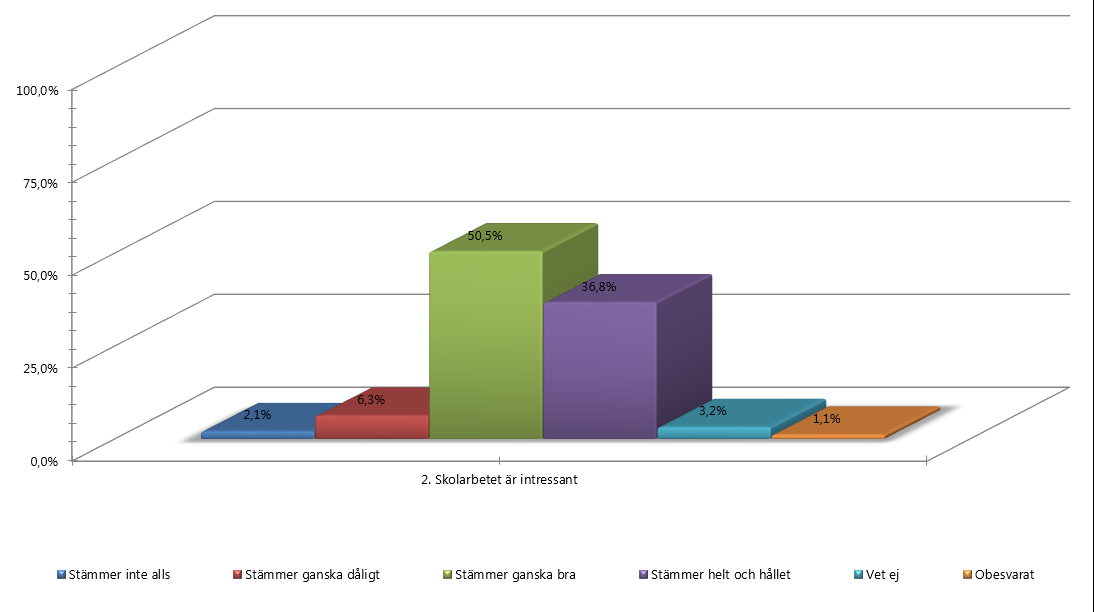 100,0%
75,0%
50,0%
25,0%
0,0%
2,1%
6,3%
50,5%
36,8%
3,2%
1,1%
2. Skolarbetet är intressant
Stämmer inte alls
Stämmer ganska dåligt
Stämmer ganska bra
Stämmer helt och hållet
Vet ej
Obesvarat